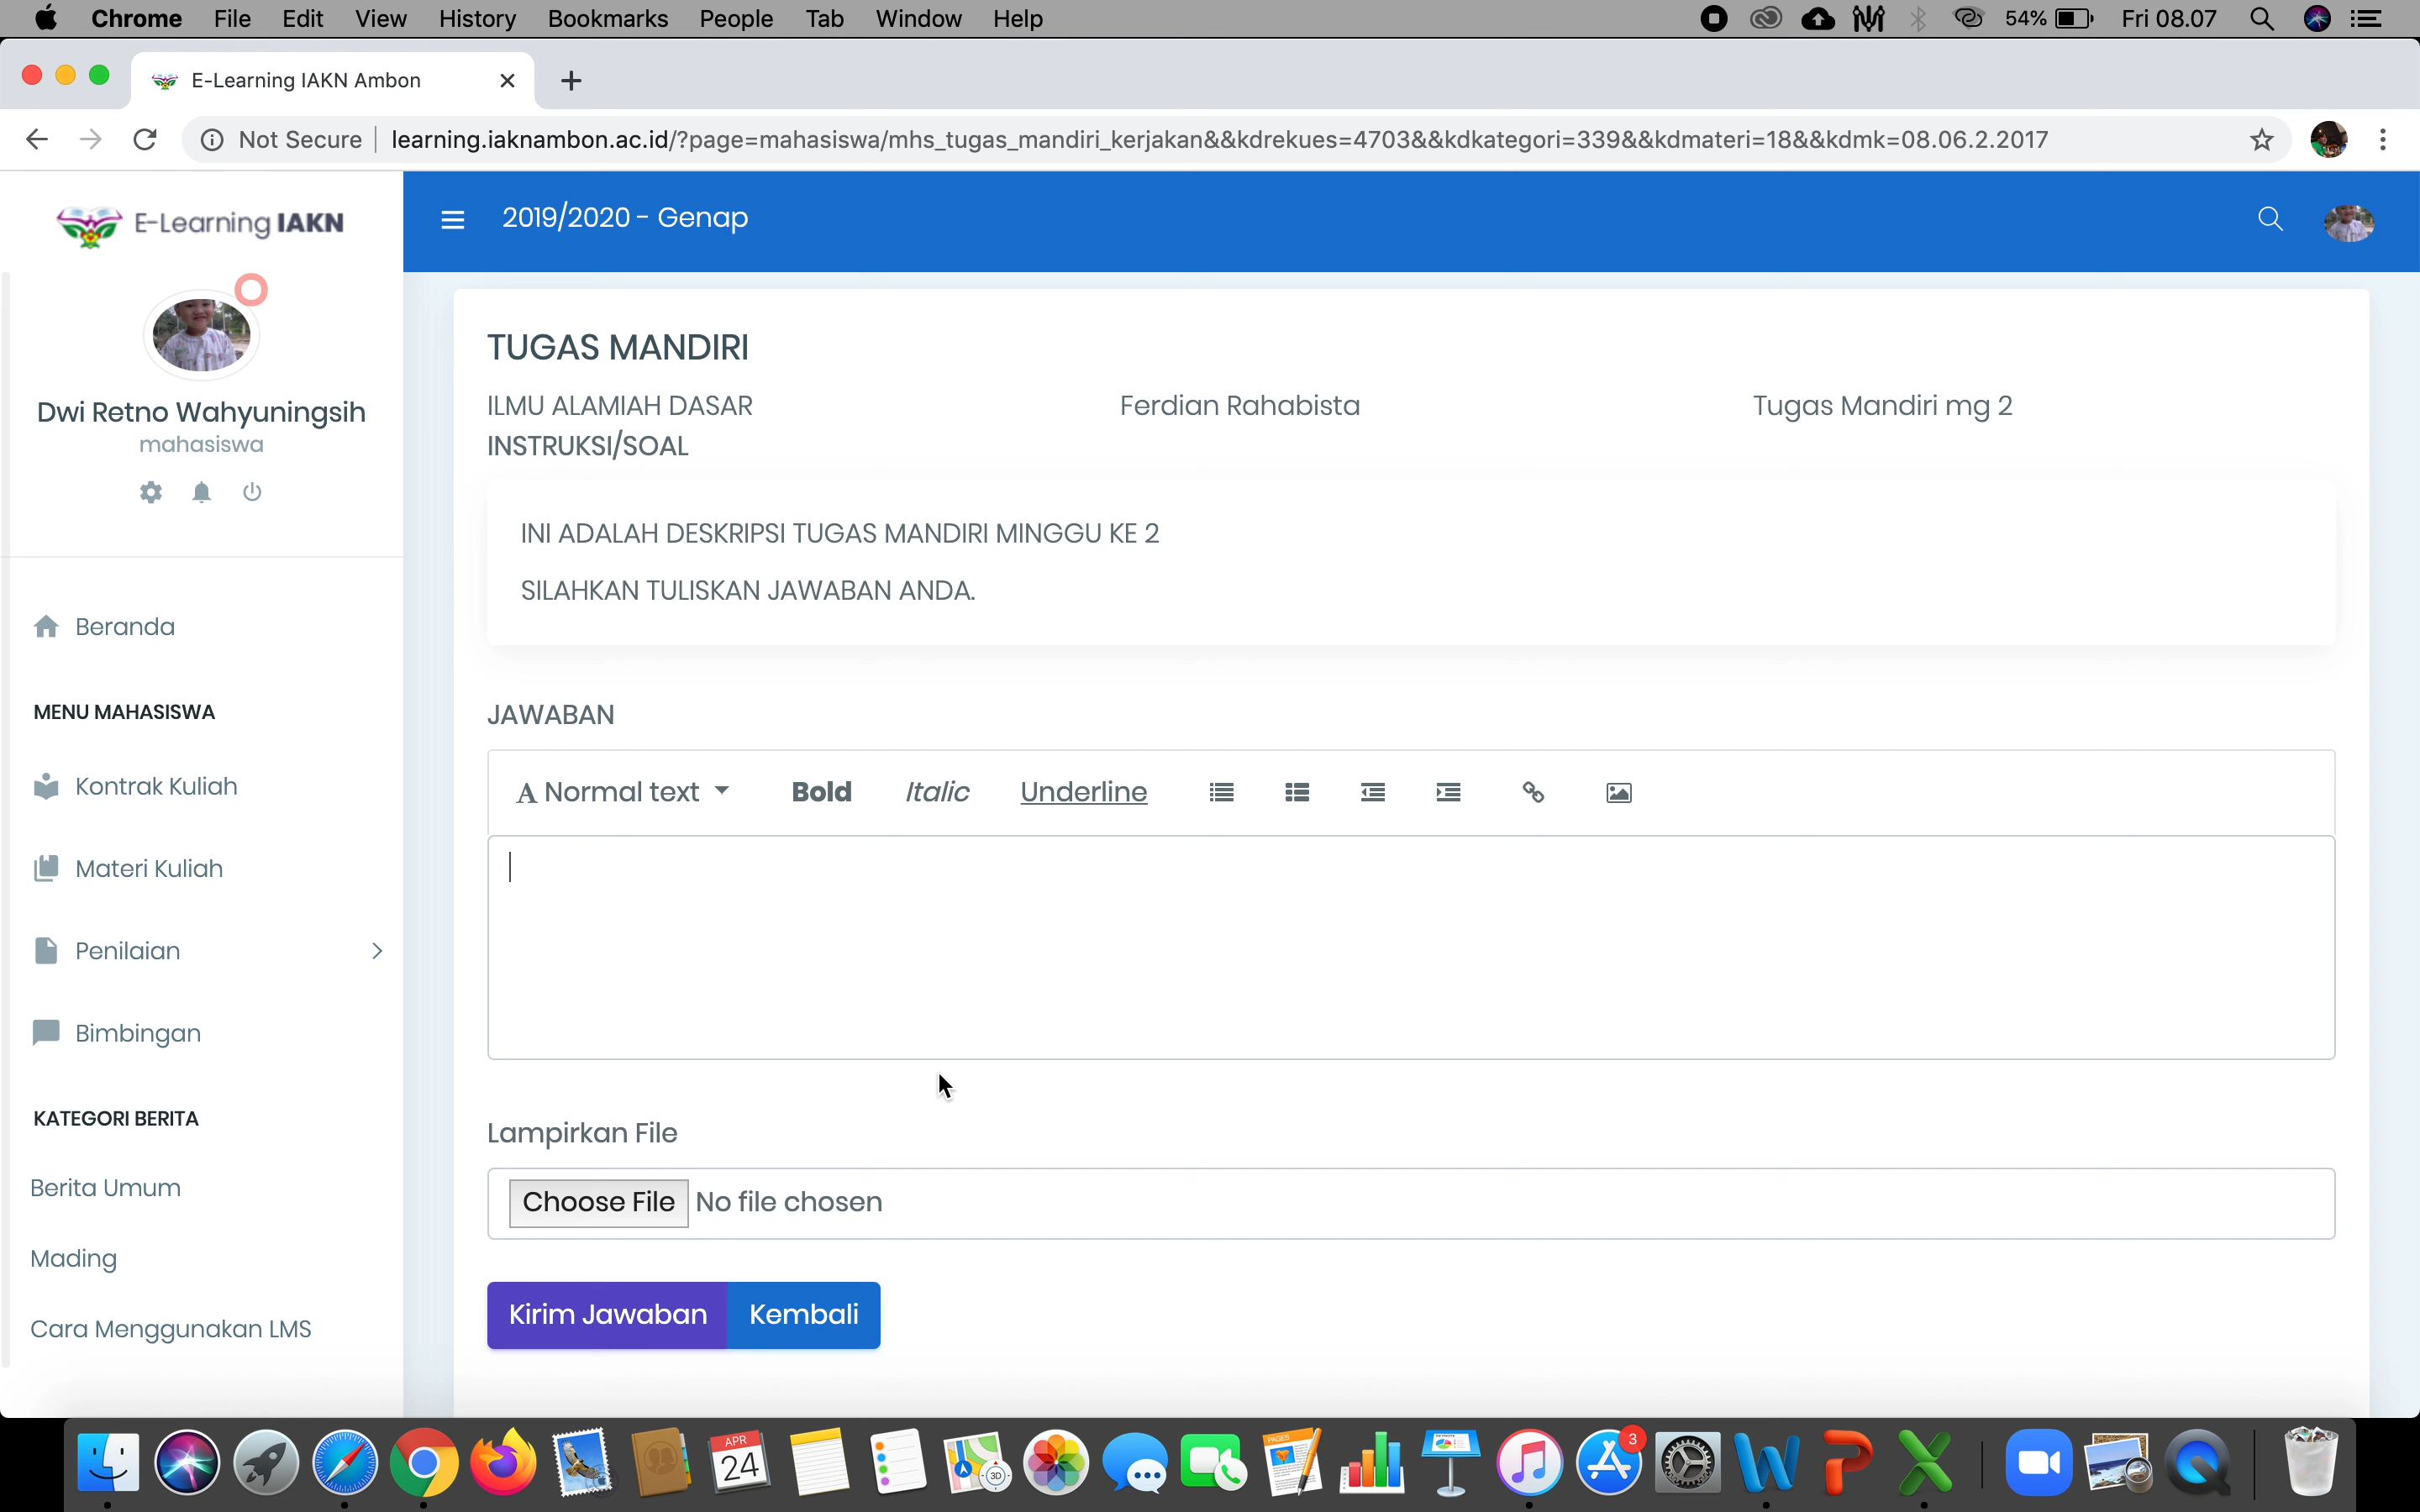 Chrome File Edit View History Bookmarks People Tab Window Help 54% Fri 08.07
E-Learning IAKN Ambon
Not Secure learning.iaknambon.ac.id/?page=mahasiswa/mhs_tugas_mandiri_kerjakan&&kdrekues=4703&&kdkategori=339&&kdmateri=18&&kdmk=08.06.2.2017
E-Learning IAKN
2019/2020 - Genap
Dwi Retno Wahyuningsih
mahasiswa
Beranda
MENU MAHASISWA
Kontrak Kuliah
Materi Kuliah
Penilaian
Bimbingan
KATEGORI BERITA
Berita Umum
Mading
Cara Menggunakan LMS
TUGAS MANDIRI
ILMU ALAMIAH DASAR Ferdian Rahabista Tugas Mandiri mg 2
INSTRUKSI/SOAL
INI ADALAH DESKRIPSI TUGAS MANDIRI MINGGU KE 2
SILAHKAN TULISKAN JAWABAN ANDA.
JAWABAN
A Normal text Bold Italic Underline
Lampirkan File
Choose File No file chosen
Kirim Jawaban Kembali
APR
24
PAGES
3D
3